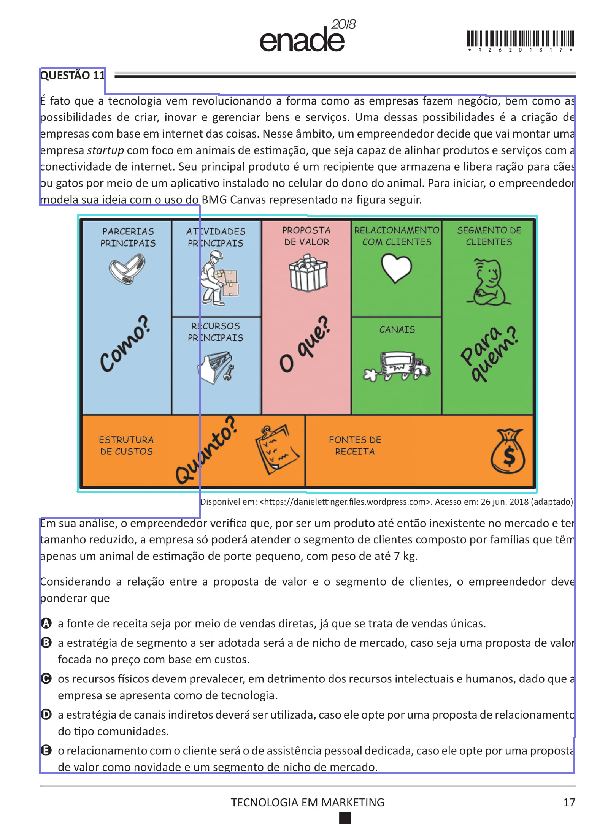 enade2018
*R2620181 7*
QUESTÃO 11
É fato que a tecnologia vem revolucionando a forma como as empresas fazem negócio, bem como as
possibilidades de criar, inovar e gerenciar bens e serviços. Uma dessas possibilidades é a criação de
empresas com base em internet das coisas. Nesse âmbito, um empreendedor decide que vai montar uma
empresa startup com foco em animais de estimação, que seja capaz de alinhar produtos e serviços com a
conectividade de internet. Seu principal produto é um recipiente que armazena e libera ração para cães
ou gatos por meio de um aplicativo instalado no celular do dono do animal. Para iniciar, o empreendedor
modela sua ideia com o uso do BMG Canvas representado na figura seguir.
PARCERIAS
PRINCIPAIS
Como?
ATIVIDADES
PRINCIPAIS
RECURSOS
PRINCIPAIS
PROPOSTA
DE VALOR
O que?
RELACIONAMENTO
COM CLIENTES
CANAIS
SEGMENTO DE
CLIENTES
Para
quem?
ESTRUTURA
DE CUSTOS
Quanto?
FONTES DE
RECEITA
$
Disponível em: <https://danielettinger.files.wordpress.com>. Acesso em: 26 jun. 2018 (adaptado)
Em sua análise, o empreendedor verifica que, por ser um produto até então inexistente no mercado e ter
tamanho reduzido, a empresa só poderá atender o segmento de clientes composto por famílias que têm
apenas um animal de estimação de porte pequeno, com peso de até 7 kg.
Considerando a relação entre a proposta de valor e o segmento de clientes, o empreendedor deve
ponderar que
A a fonte de receita seja por meio de vendas diretas, já que se trata de vendas únicas.
B a estratégia de segmento a ser adotada será a de nicho de mercado, caso seja uma proposta de valor
focada no preço com base em custos.
C os recursos físicos devem prevalecer, em detrimento dos recursos intelectuais e humanos, dado que a
empresa se apresenta como de tecnologia.
D a estratégia de canais indiretos deverá ser utilizada, caso ele opte por uma proposta de relacionamento
do tipo comunidades.
E o relacionamento com o cliente será o de assistência pessoal dedicada, caso ele opte por uma proposta
de valor como novidade e um segmento de nicho de mercado.
TECNOLOGIA EM MARKETING
17